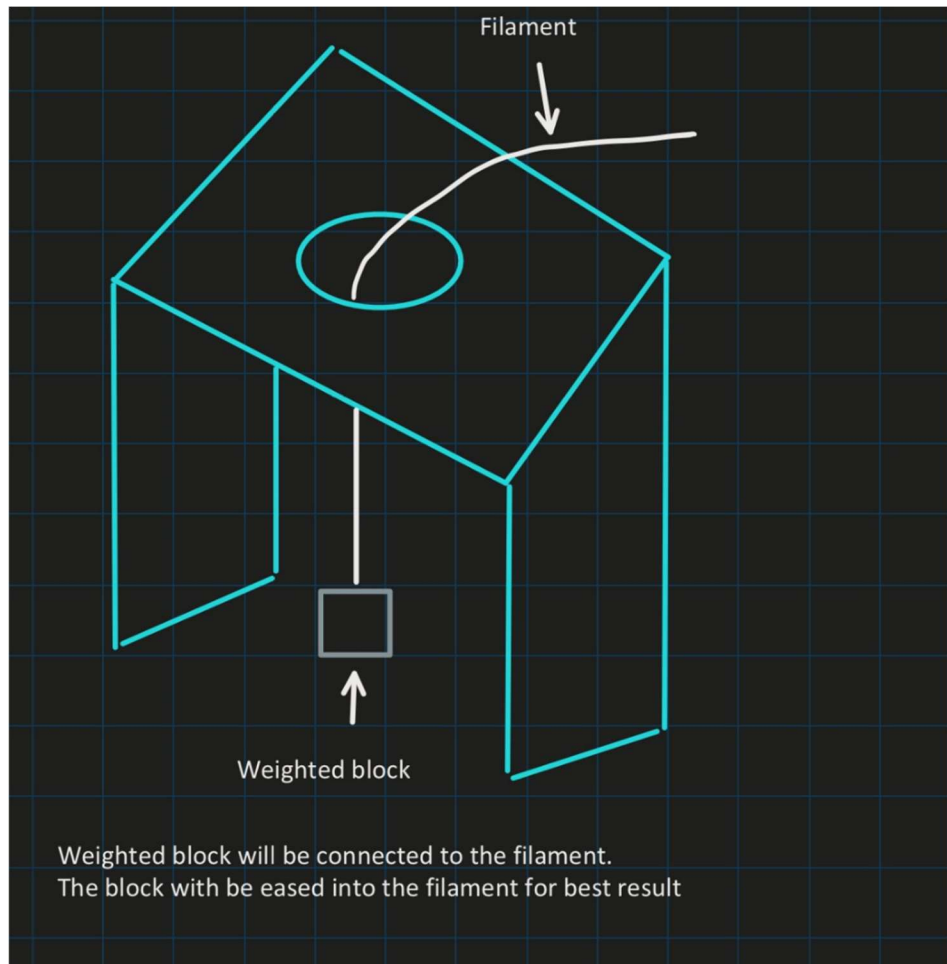 Filament
Weighted block
Weighted block will be connected to the filament.
The block with be eased into the filament for best result